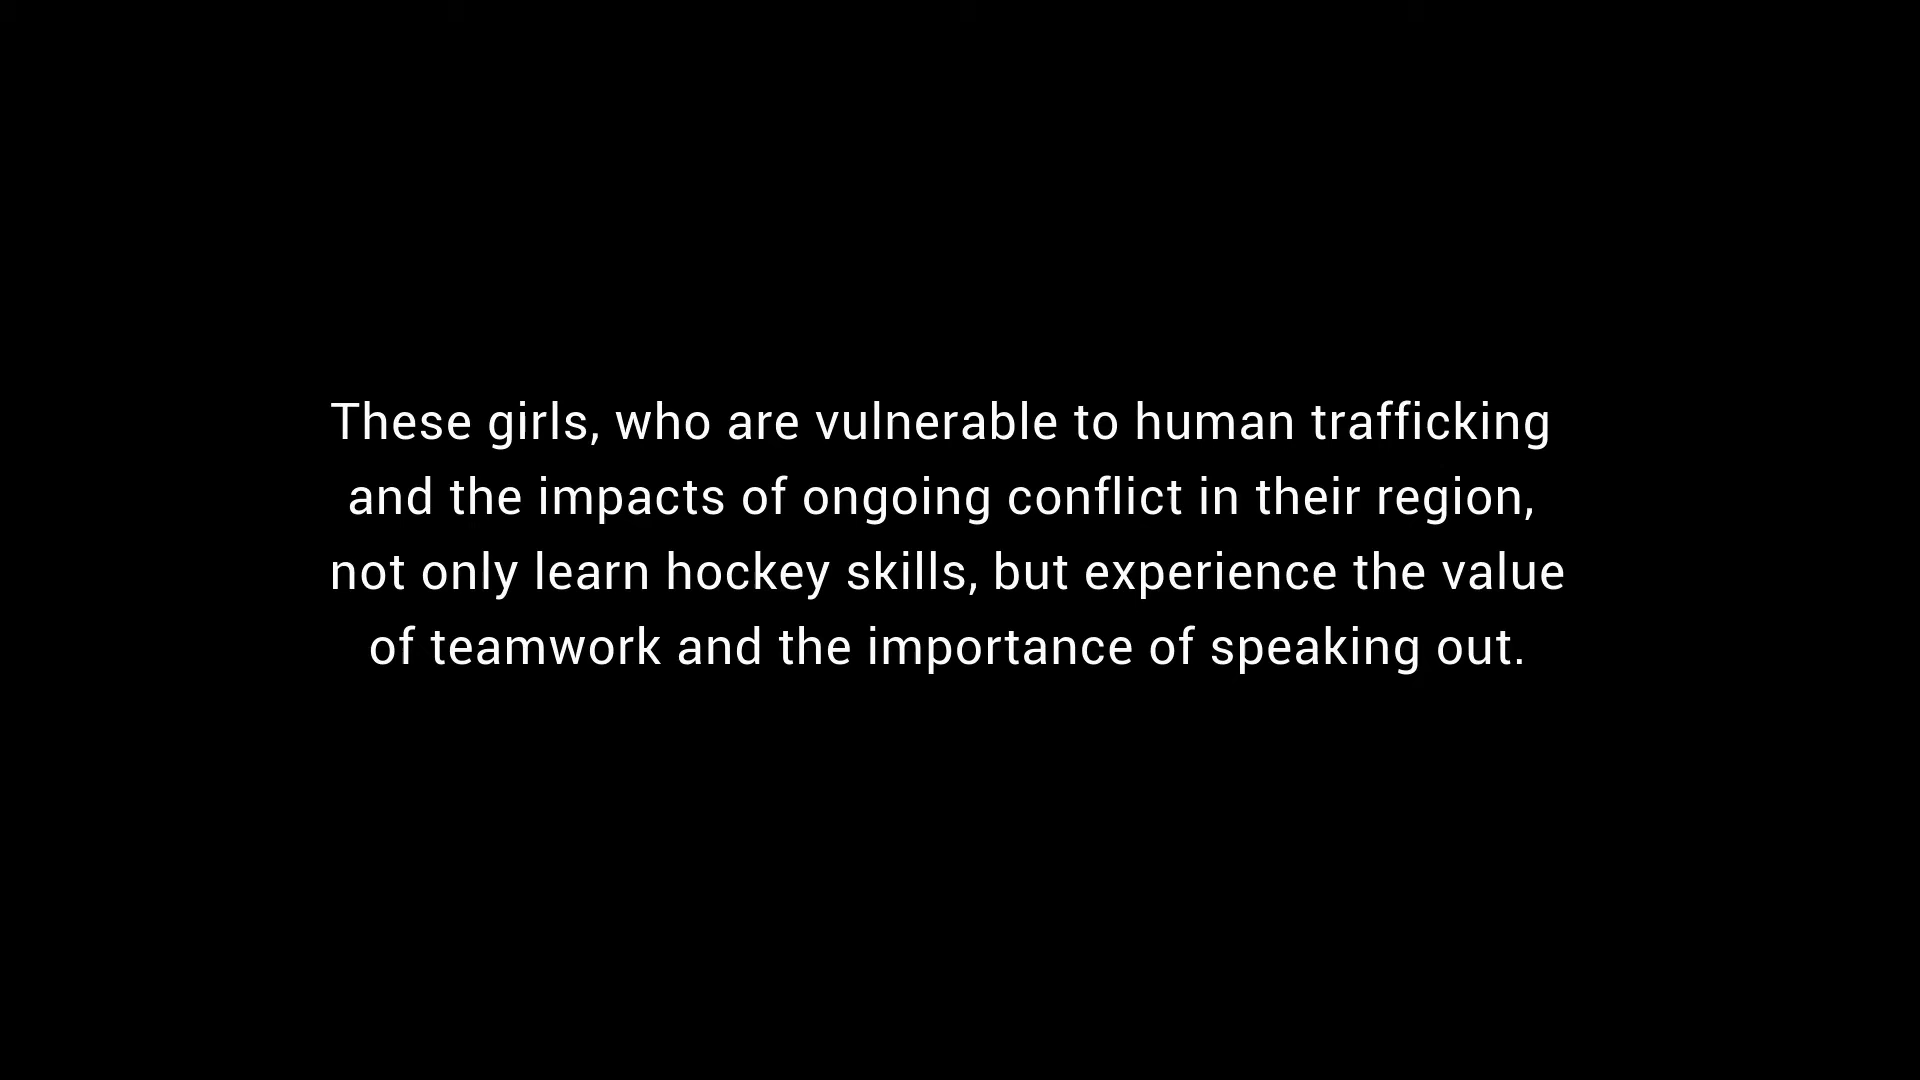 These girls, who are vulnerable to human trafficking
and the impacts of ongoing conflict in their region,
not only learn hockey skills, but experience the value
of teamwork and the importance of speaking out.